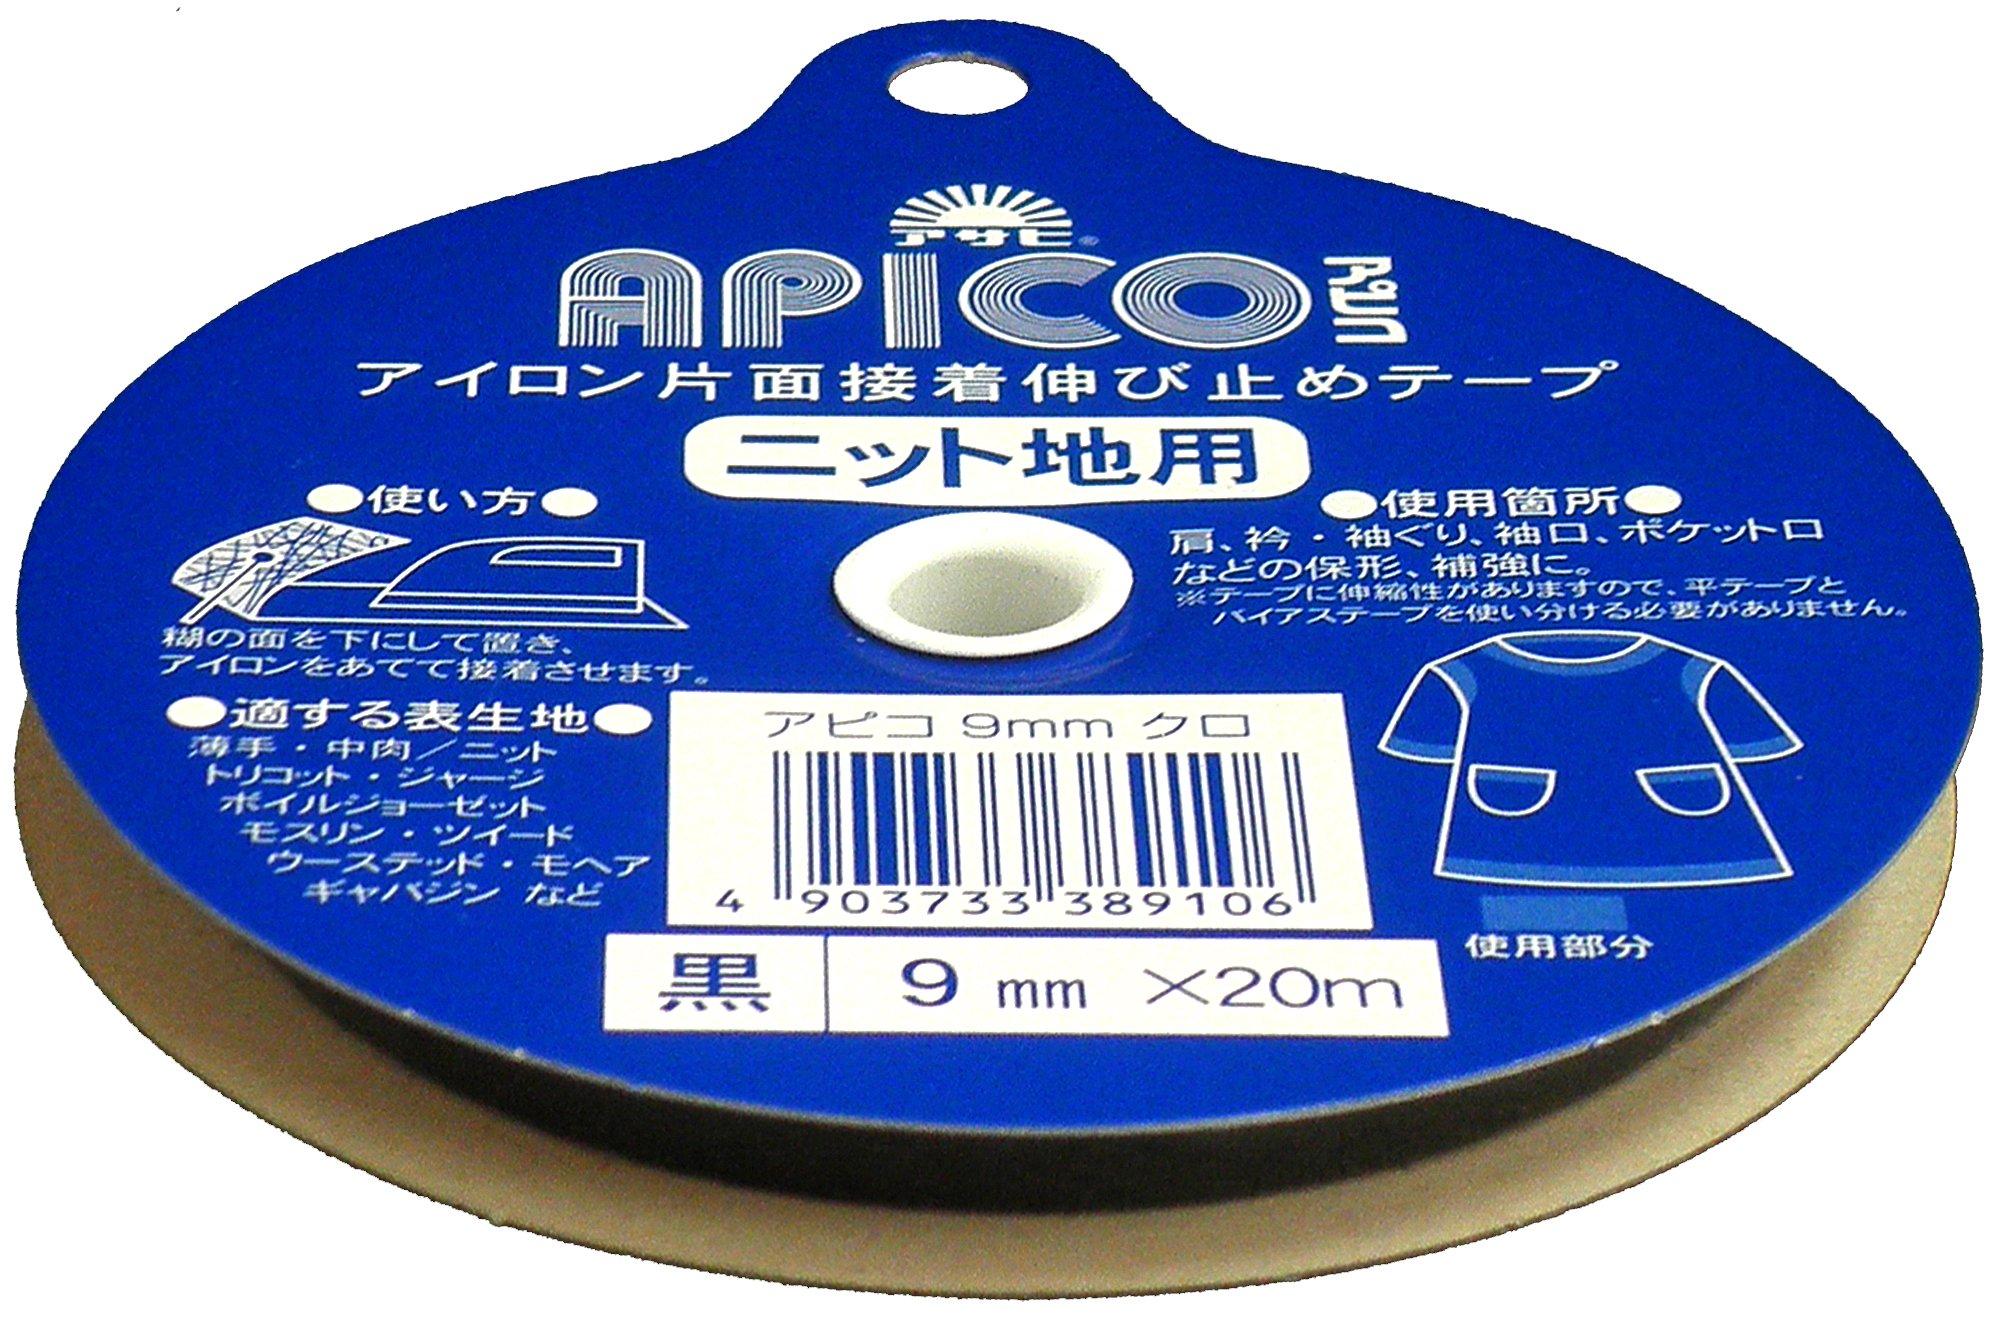 アサヒ®
APICO アピコ
アイロン片面接着伸び止めテープ
ニット地用
●使い方●
糊の面を下にして置き、
アイロンをあてて接着させます。
●適する表生地●
薄手・中肉／ニット
トリコット・ジャージ
ボイルジョーゼット
モスリン・ツイード
ウーステッド・モヘア
ギャバジン など
●使用箇所●
肩、衿・袖ぐり、袖口、ポケット口
などの保形、補強に。
※テープに伸縮性がありますので、平テープと
バイアステープを使い分ける必要がありません。
使用部分
アピコ 9mm クロ
4 903733 389106
黒 9 mm ×20m